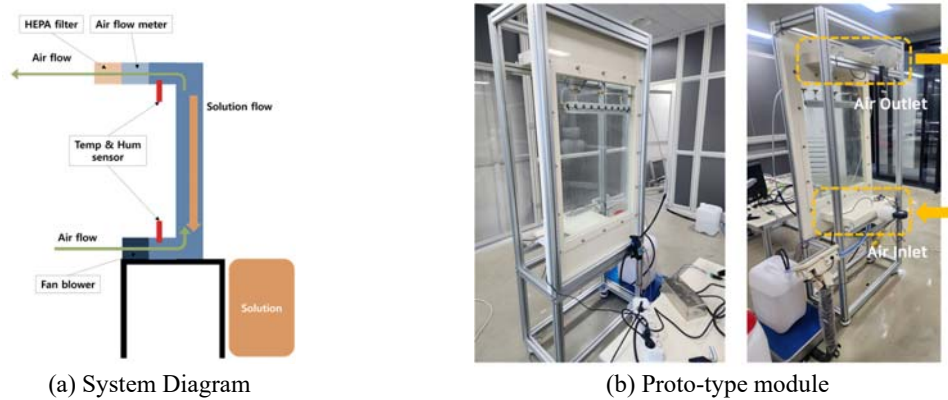 HEPA filter
Air flow meter
Air flow
Solution flow
Temp & Hum
sensor
Air flow
Fan blower
Solution
Air Outlet
Air Inlet
(a) System Diagram
(b) Proto-type module